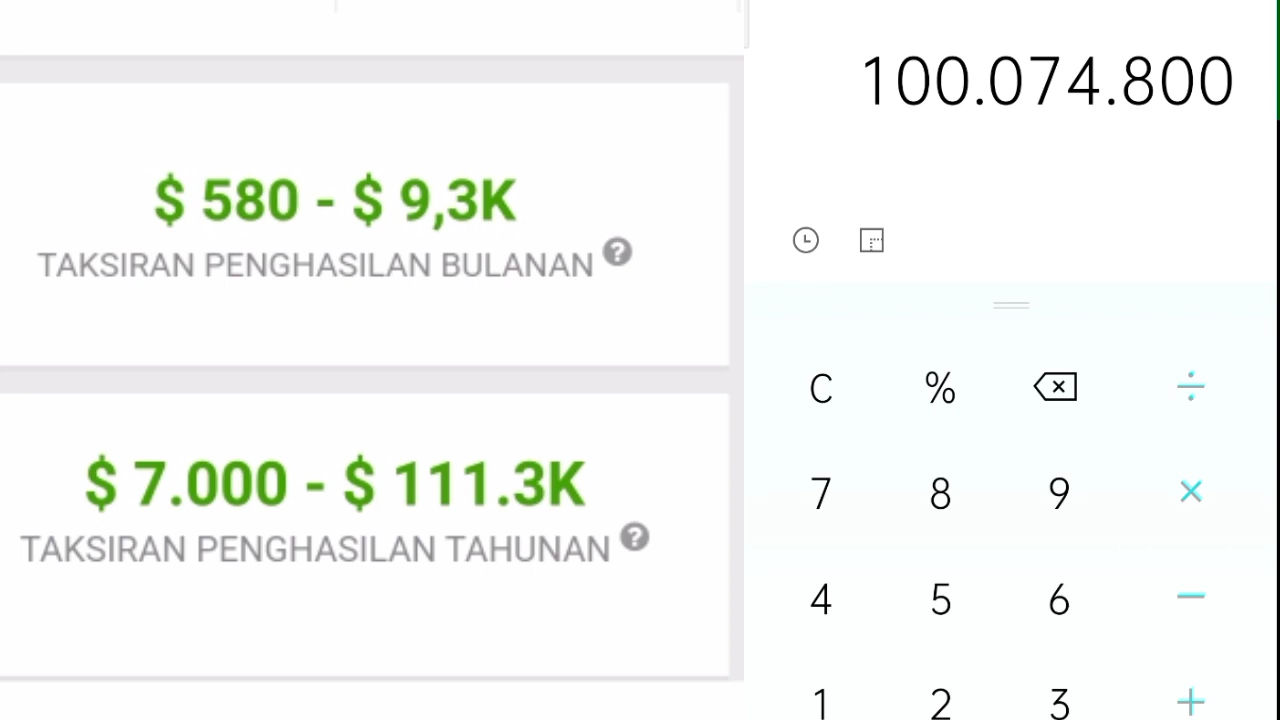 $ 580 - $ 9,3K
TAKSIRAN PENGHASILAN BULANAN ?
$ 7.000 - $ 111.3K
TAKSIRAN PENGHASILAN TAHUNAN ?
100.074.800
C % ÷
7 8 9 ×
4 5 6 −
1 2 3 +